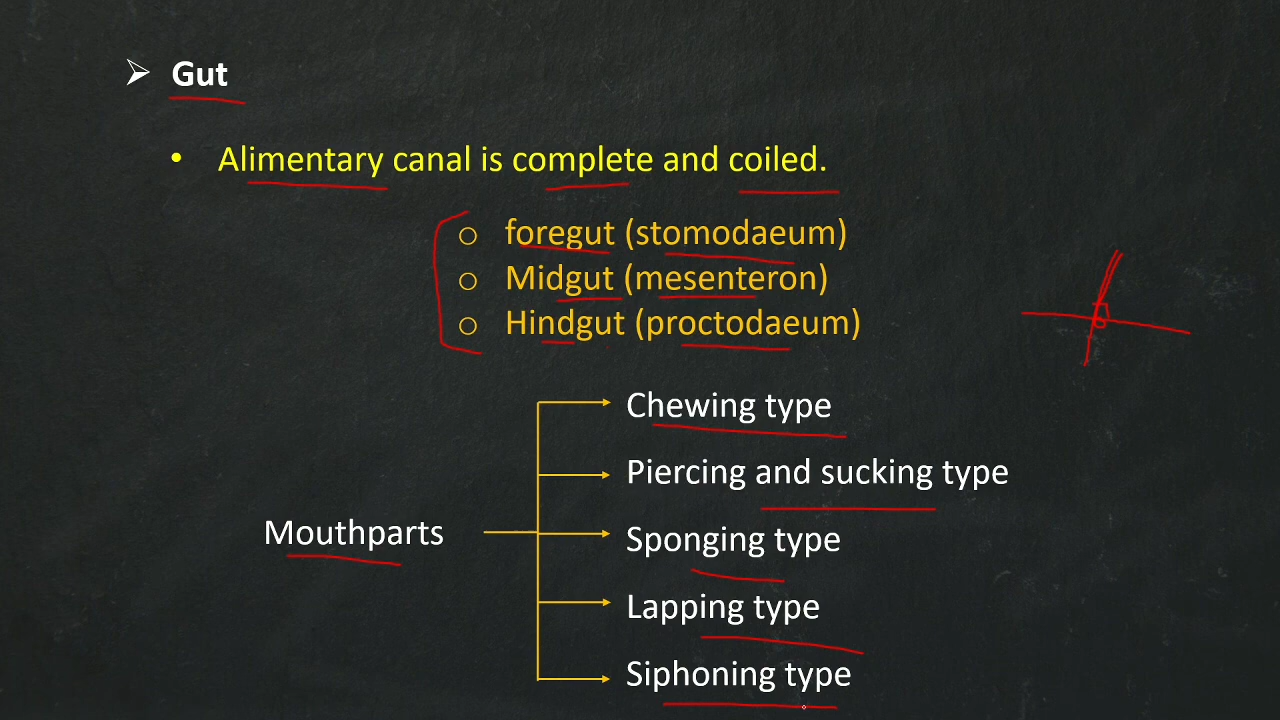 Gut
Alimentary canal is complete and coiled.
foregut (stomodaeum)
Midgut (mesenteron)
Hindgut (proctodaeum)
Chewing type
Piercing and sucking type
Mouthparts
Sponging type
Lapping type
Siphoning type